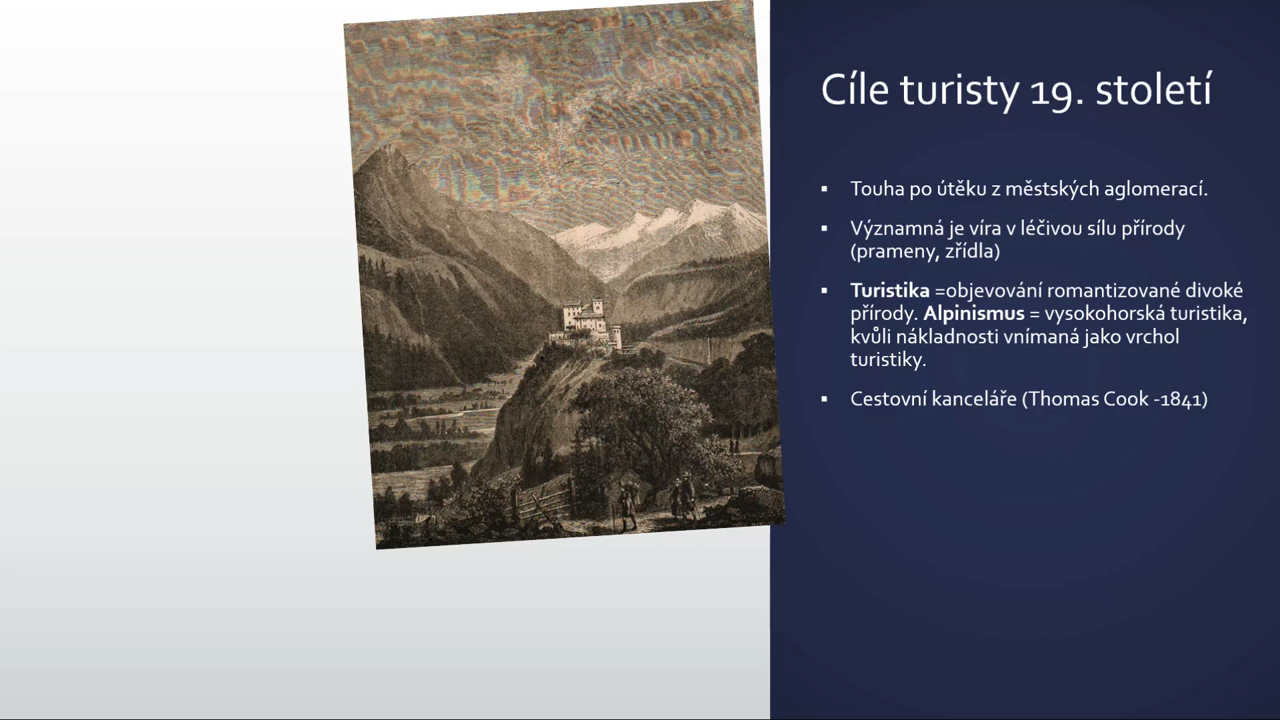 Cíle turisty 19. století
▪ Touha po útěku z městských aglomerací.
▪ Významná je víra v léčivou sílu přírody
(prameny, zřídla)
▪ Turistika =objevování romantizované divoké
přírody. Alpinismus = vysokohorská turistika,
kvůli nákladnosti vnímaná jako vrchol
turistiky.
▪ Cestovní kanceláře (Thomas Cook -1841)